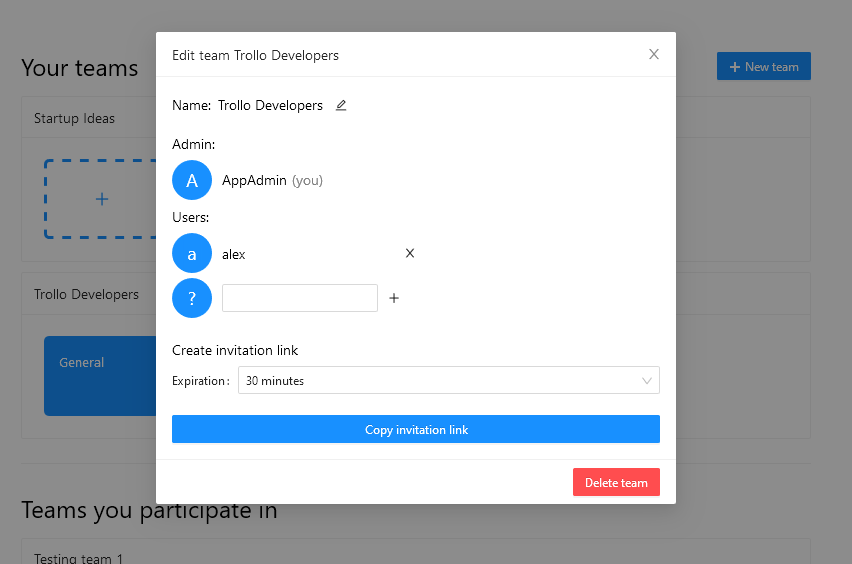 Your teams
+ New team
Startup Ideas
+
Trollo Developers
General
Teams you participate in
Testing team 1
Edit team Trollo Developers
Name: Trollo Developers
Admin:
A AppAdmin (you)
Users:
a alex
?
Create invitation link
Expiration: 30 minutes
Copy invitation link
Delete team